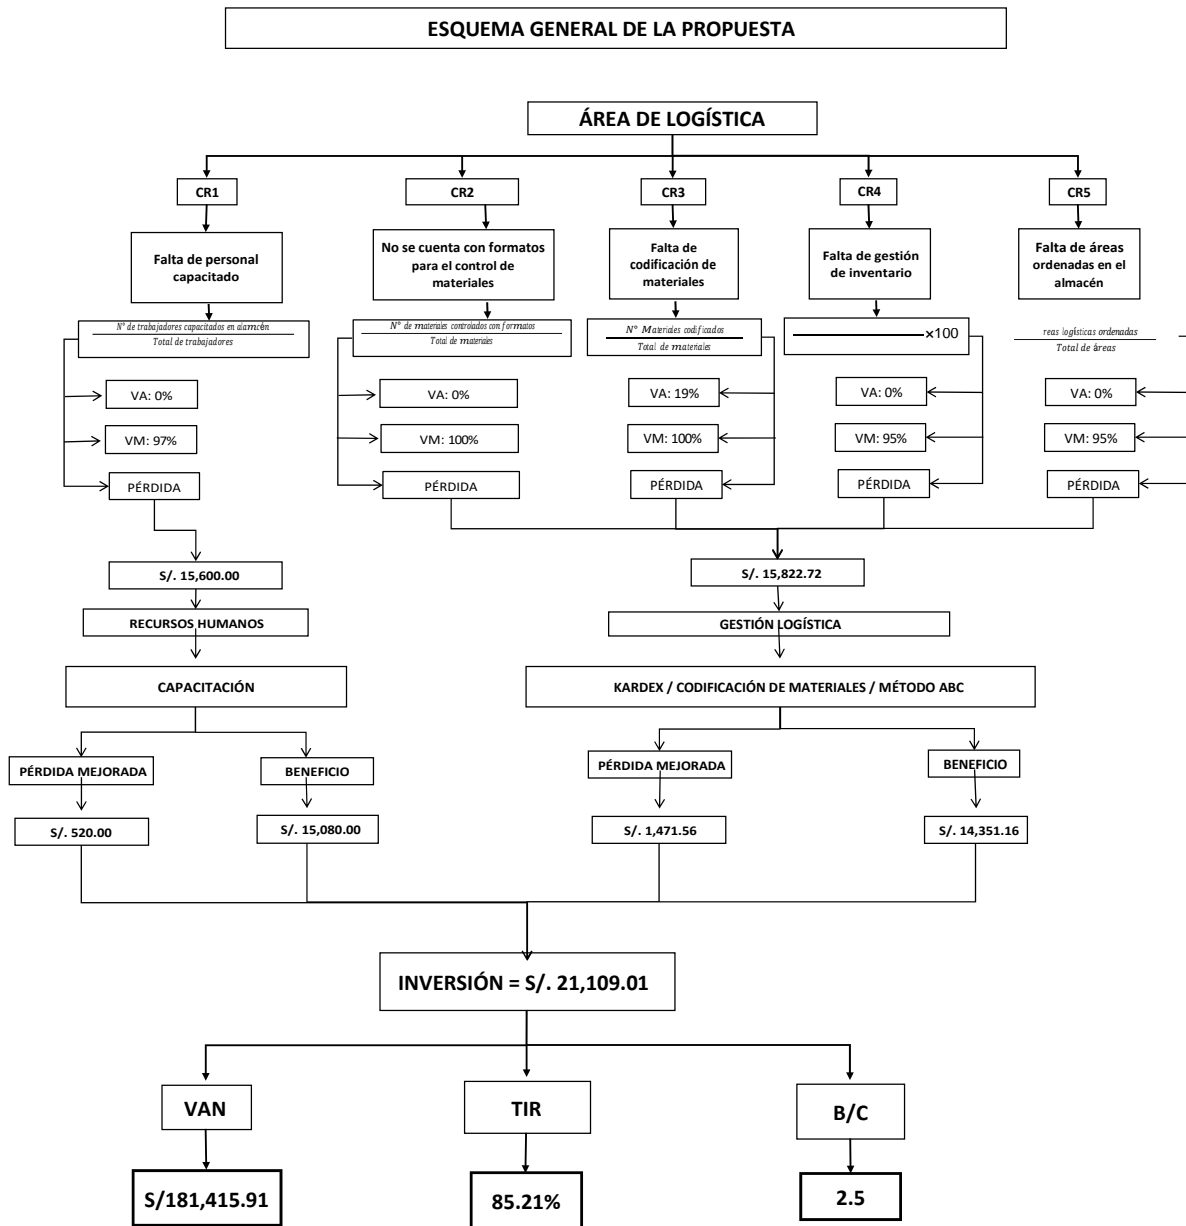 ESQUEMA GENERAL DE LA PROPUESTA
ÁREA DE LOGÍSTICA
CR1
CR2
CR3
CR4
CR5
Falta de personal
capacitado
No se cuenta con formatos
para el control de
materiales
Falta de
codificación de
materiales
Falta de gestión
de inventario
Falta de áreas
ordenadas en el
almacén
N° de trabajadores capacitados en alamcén
Total de trabajadores
N° de materiales controlados con formatos
Total de materiales
N° Materiales codificados
Total de materiales
×100
reas logísticas ordenadas
Total de áreas
VA: 0%
VA: 0%
VA: 19%
VA: 0%
VA: 0%
VM: 97%
VM: 100%
VM: 100%
VM: 95%
VM: 95%
PÉRDIDA
PÉRDIDA
PÉRDIDA
PÉRDIDA
PÉRDIDA
S/. 15,600.00
S/. 15,822.72
RECURSOS HUMANOS
GESTIÓN LOGÍSTICA
CAPACITACIÓN
KARDEX / CODIFICACIÓN DE MATERIALES / MÉTODO ABC
PÉRDIDA MEJORADA
BENEFICIO
PÉRDIDA MEJORADA
BENEFICIO
S/. 520.00
S/. 15,080.00
S/. 1,471.56
S/. 14,351.16
INVERSIÓN = S/. 21,109.01
VAN
TIR
B/C
S/181,415.91
85.21%
2.5